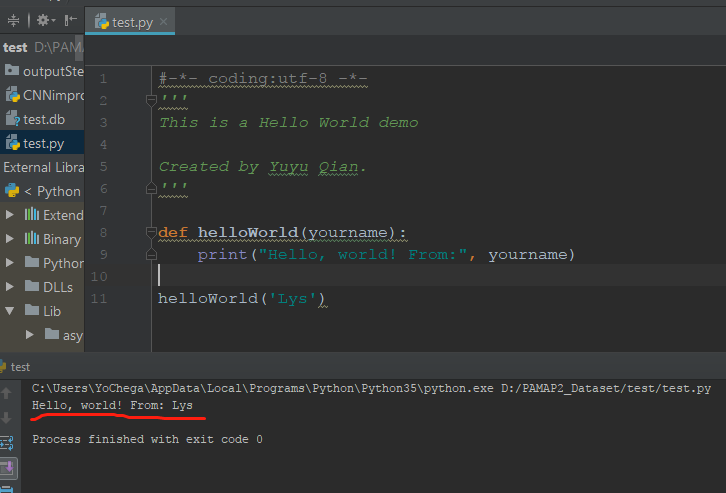 test.py
test D:\PAMA
outputSte
CNNimpro
test.db
test.py
External Libra
< Python
Extend
Binary
Python
DLLs
Lib
asy
1 #-*- coding:utf-8 -*-
2 '''
3 This is a Hello World demo
4
5 Created by Yuyu Qian.
6 '''
7
8 def helloWorld(yourname):
9 print("Hello, world! From:", yourname)
10
11 helloWorld('Lys')
test
C:\Users\YoChega\AppData\Local\Programs\Python\Python35\python.exe D:/PAMAP2_Dataset/test/test.py
Hello, world! From: Lys
Process finished with exit code 0